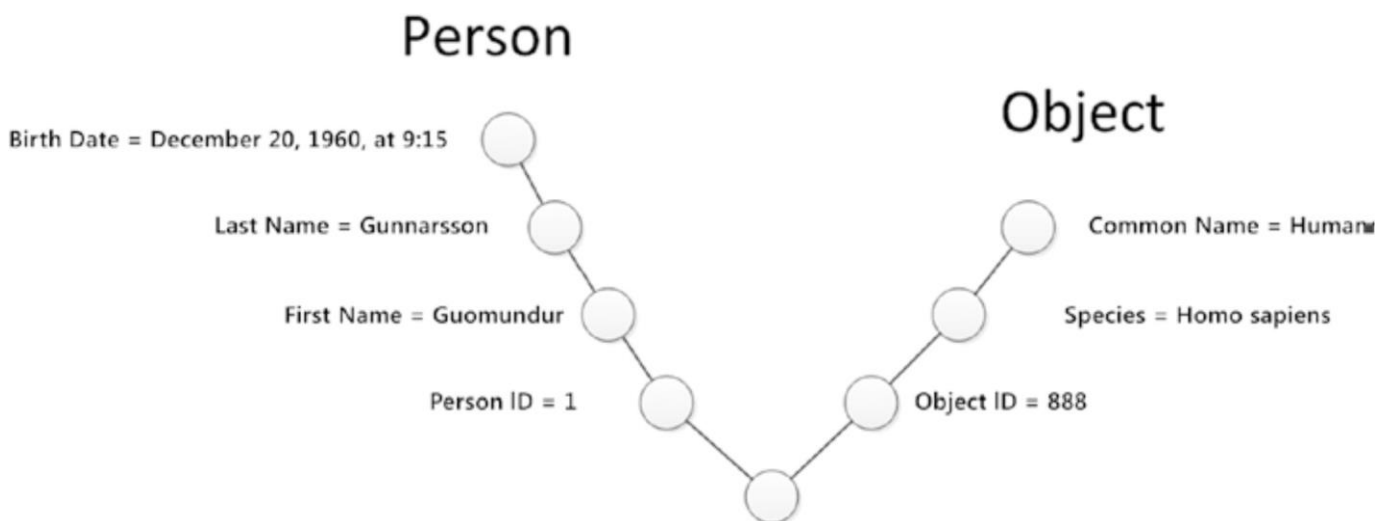 Person
Object
Birth Date = December 20, 1960, at 9:15
Last Name = Gunnarsson
Common Name = Human
First Name = Guomundur
Species = Homo sapiens
Person ID = 1
Object ID = 888